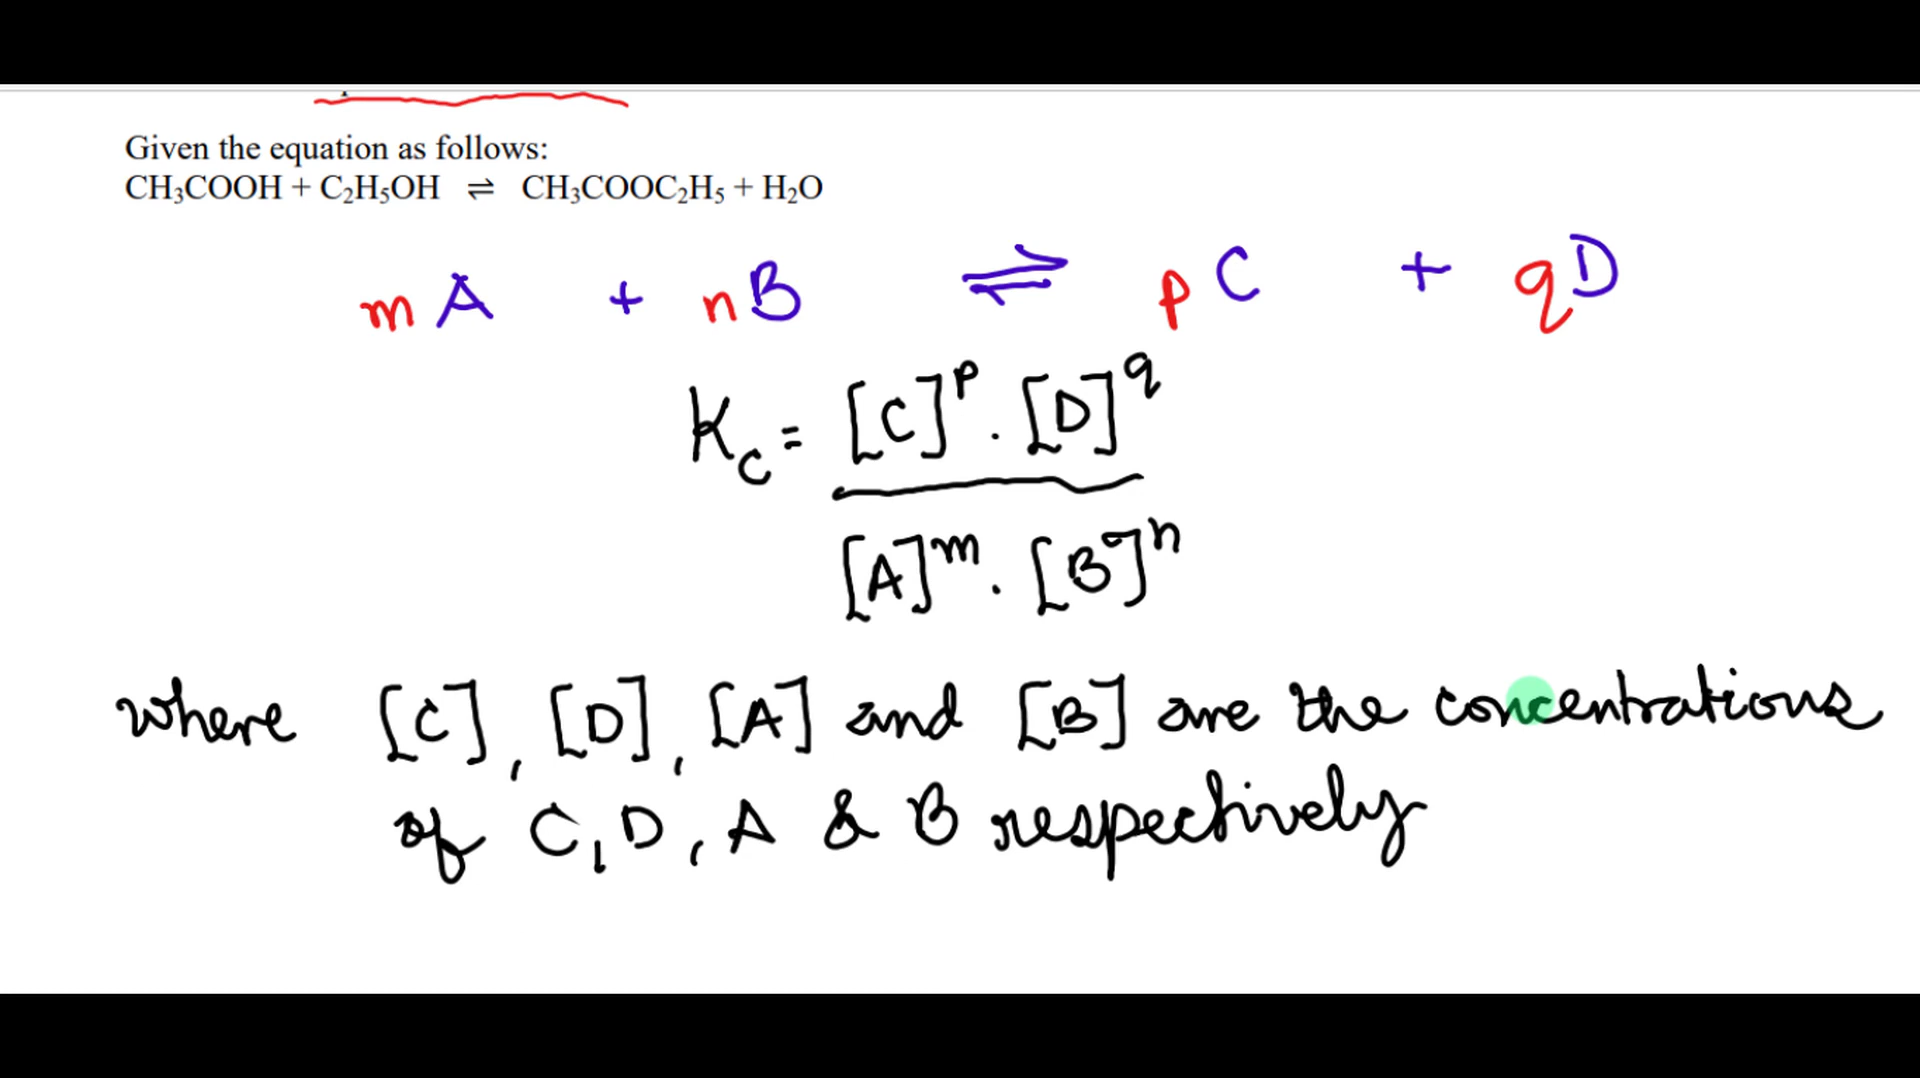 Given the equation as follows:
CH₃COOH + C₂H₅OH ⇌ CH₃COOC₂H₅ + H₂O
mA + nB ⇌ pC + qD
Kc = [C]ᵖ . [D]^q
[A]ᵐ . [B]ⁿ
where [C], [D], [A] and [B] are the concentrations
of C, D, A & B respectively